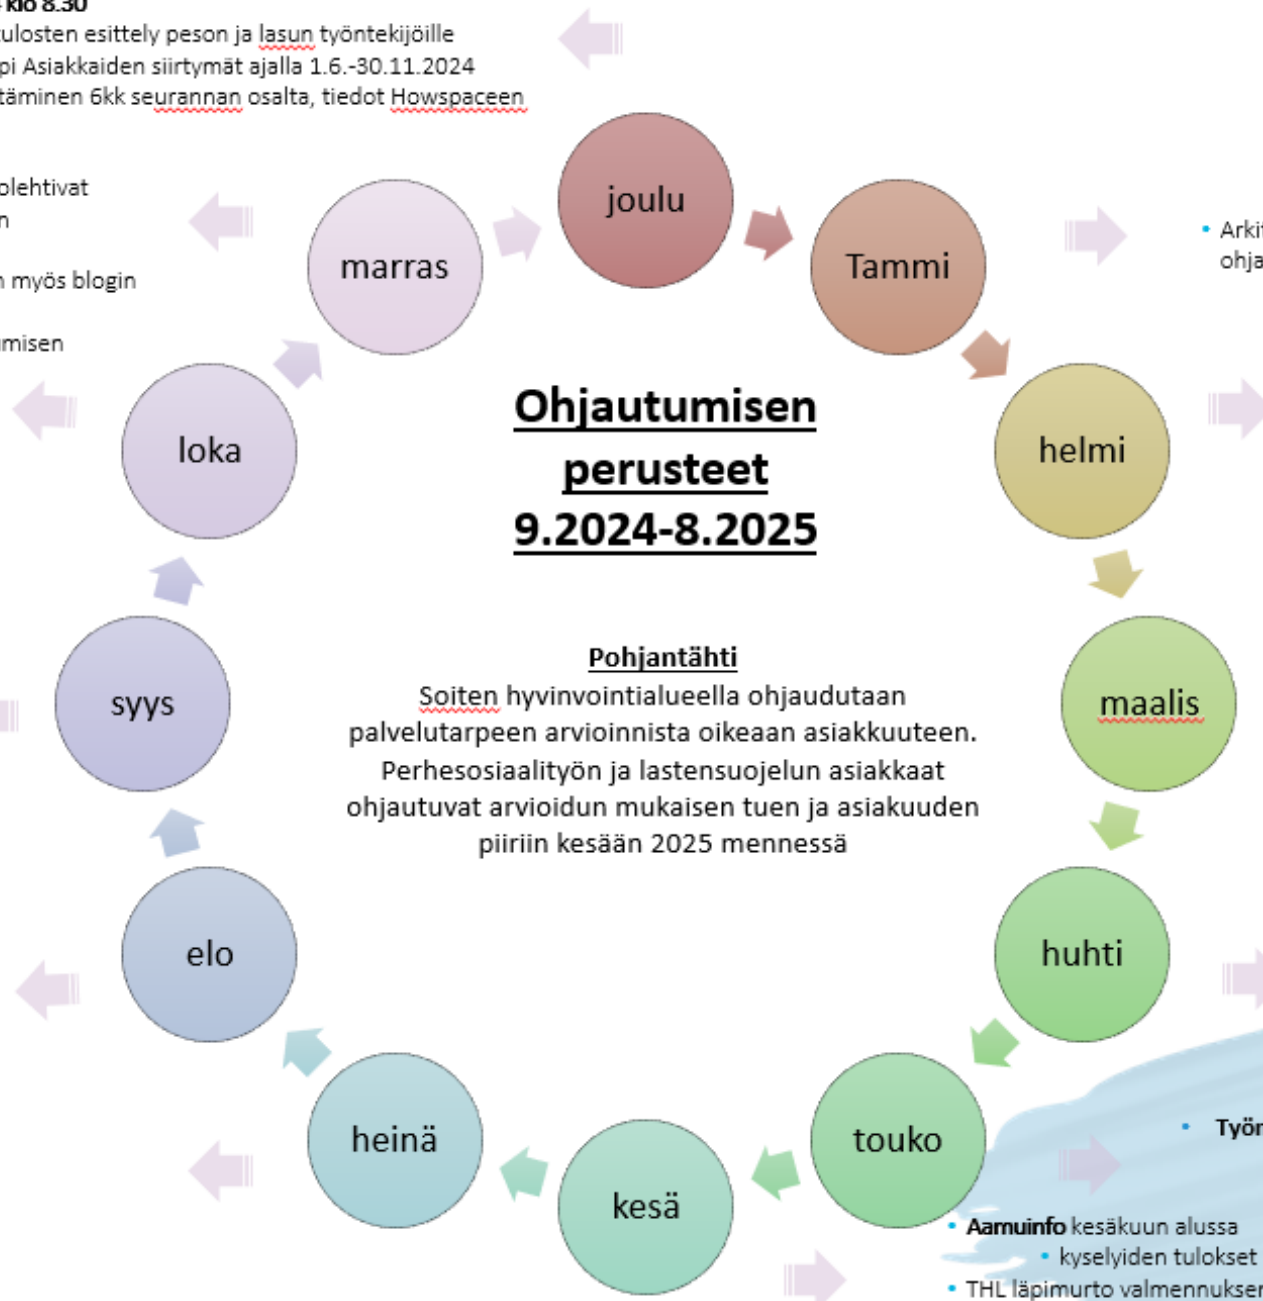 klo 8.30
tulosten esittely peson ja lasun työntekijöille
pi Asiakkaiden siirtymät ajalla 1.6.-30.11.2024
täminen 6kk seurannan osalta, tiedot Howspaceen
olehtivat
n
n myös blogin
ımisen
joulu
marras
Tammi
• Arkit
ohja
loka
helmi
Ohjautumisen
perusteet
9.2024-8.2025
syys
maalis
Pohjantähti
Soiten hyvinvointialueella ohjaudutaan
palvelutarpeen arvioinnista oikeaan asiakkuuteen.
Perhesosiaalityön ja lastensuojelun asiakkaat
ohjautuvat arvioidun mukaisen tuen ja asiakuuden
piiriin kesään 2025 mennessä
elo
huhti
heinä
touko
• Työn
kesä
• Aamuinfo kesäkuun alussa
• kyselyiden tulokset
• THL läpimurto valmennuksen